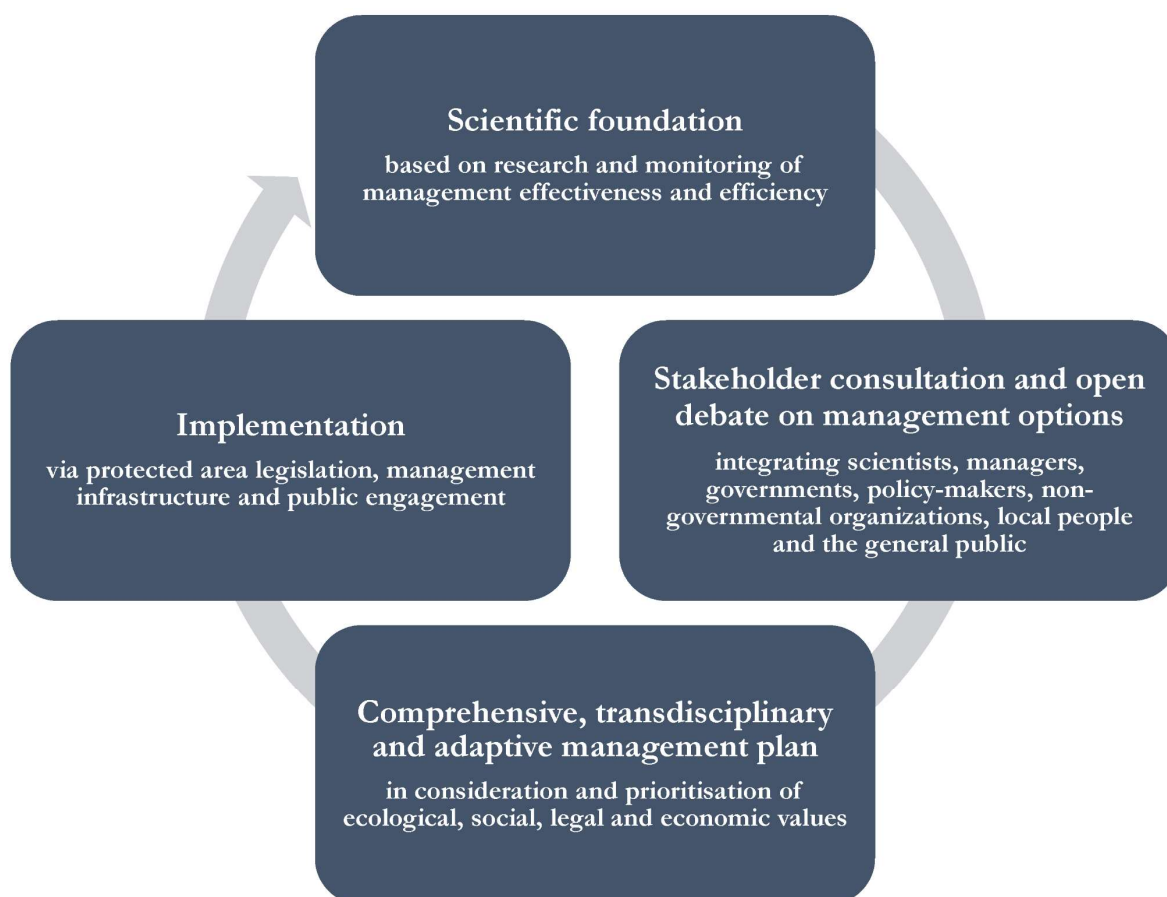 Scientific foundation
based on research and monitoring of
management effectiveness and efficiency
Stakeholder consultation and open
debate on management options
integrating scientists, managers,
governments, policy-makers, non-
governmental organizations, local people
and the general public
Comprehensive, transdisciplinary
and adaptive management plan
in consideration and prioritisation of
ecological, social, legal and economic values
Implementation
via protected area legislation, management
infrastructure and public engagement